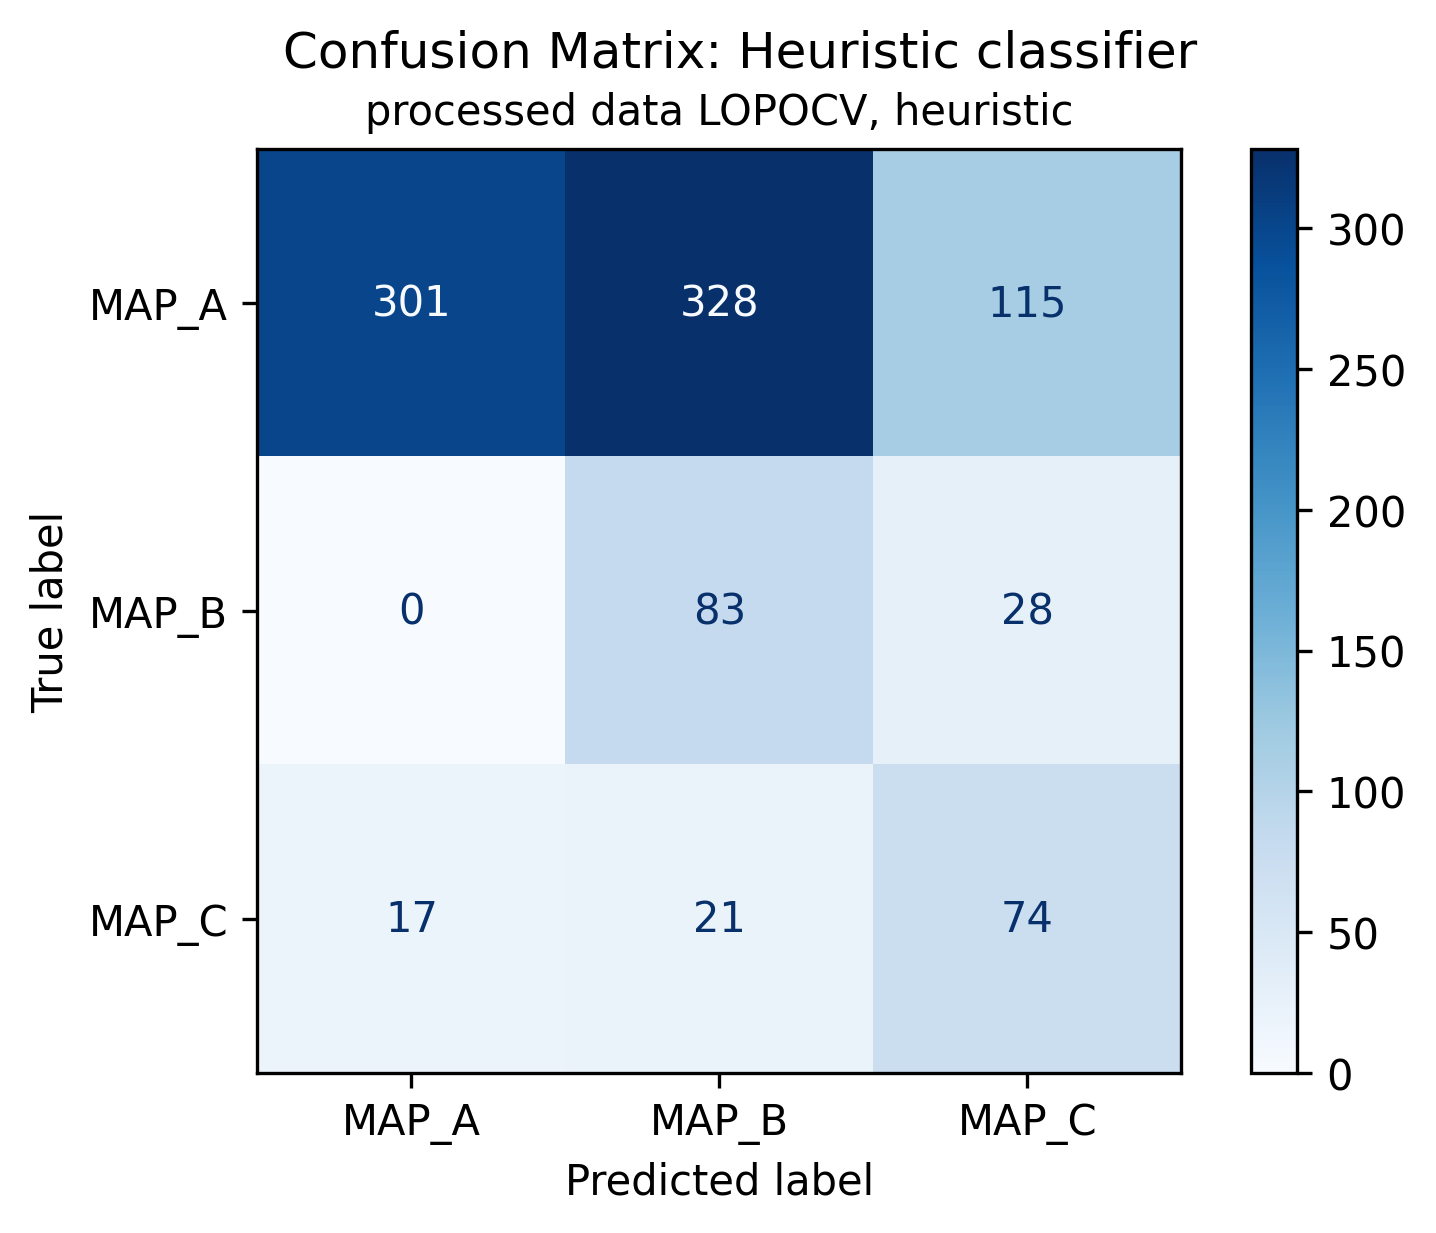 Confusion Matrix: Heuristic classifier
processed data LOPOCV, heuristic
True label
MAP_A
301 328 115
MAP_B
0 83 28
MAP_C
17 21 74
MAP_A MAP_B MAP_C
Predicted label
300
250
200
150
100
50
0